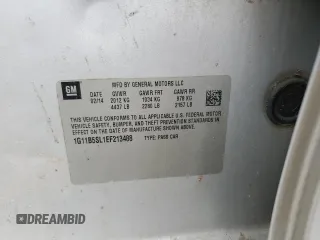 GM
MFD BY GENERAL MOTORS LLC
DATE GVWR GAWR FRT GAWR RR
02/14 2012 KG 1034 KG 978 KG
4437 LB 2280 LB 2157 LB
THIS VEHICLE CONFORMS TO ALL APPLICABLE U.S. FEDERAL MOTOR
VEHICLE SAFETY, BUMPER, AND THEFT PREVENTION STANDARDS
IN EFFECT ON THE DATE OF MANUFACTURE SHOWN ABOVE.
1G11B5SL1EF213488 TYPE: PASS CAR
DREAMBID